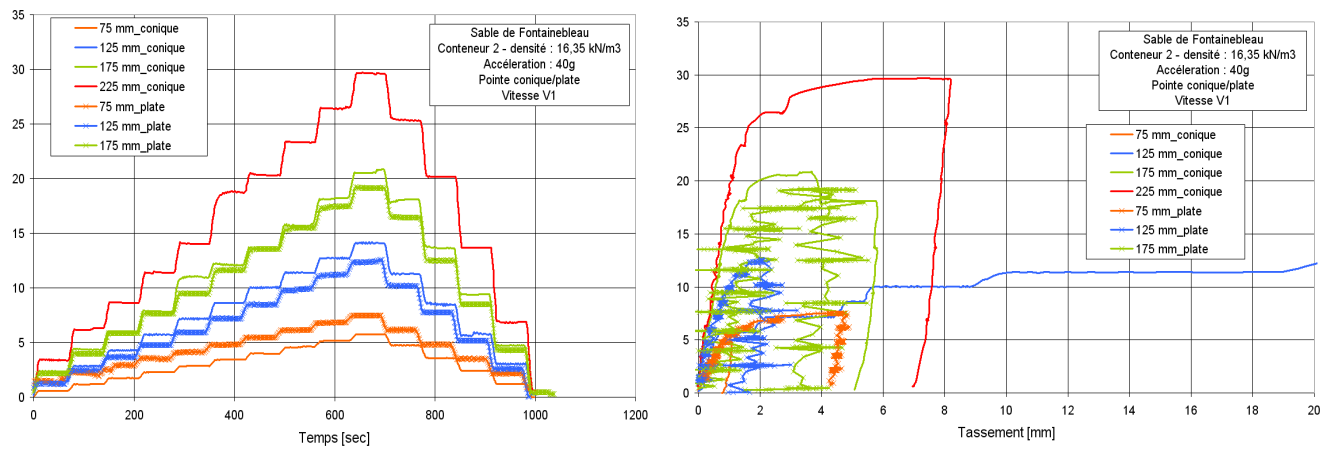 35
30
25
20
15
10
5
0
0
200
400
600
800
1000
1200
Temps [sec]
75 mm_conique
125 mm_conique
175 mm_conique
225 mm_conique
75 mm_plate
125 mm_plate
175 mm_plate
Sable de Fontainebleau
Conteneur 2 - densité : 16,35 kN/m3
Accéleration : 40g
Pointe conique/plate
Vitesse V1
35
30
25
20
15
10
5
0
0
2
4
6
8
10
12
14
16
18
20
Tassement [mm]
Sable de Fontainebleau
Conteneur 2 - densité : 16,35 kN/m3
Accéleration : 40g
Pointe conique/plate
Vitesse V1
75 mm_conique
125 mm_conique
175 mm_conique
225 mm_conique
75 mm_plate
125 mm_plate
175 mm_plate